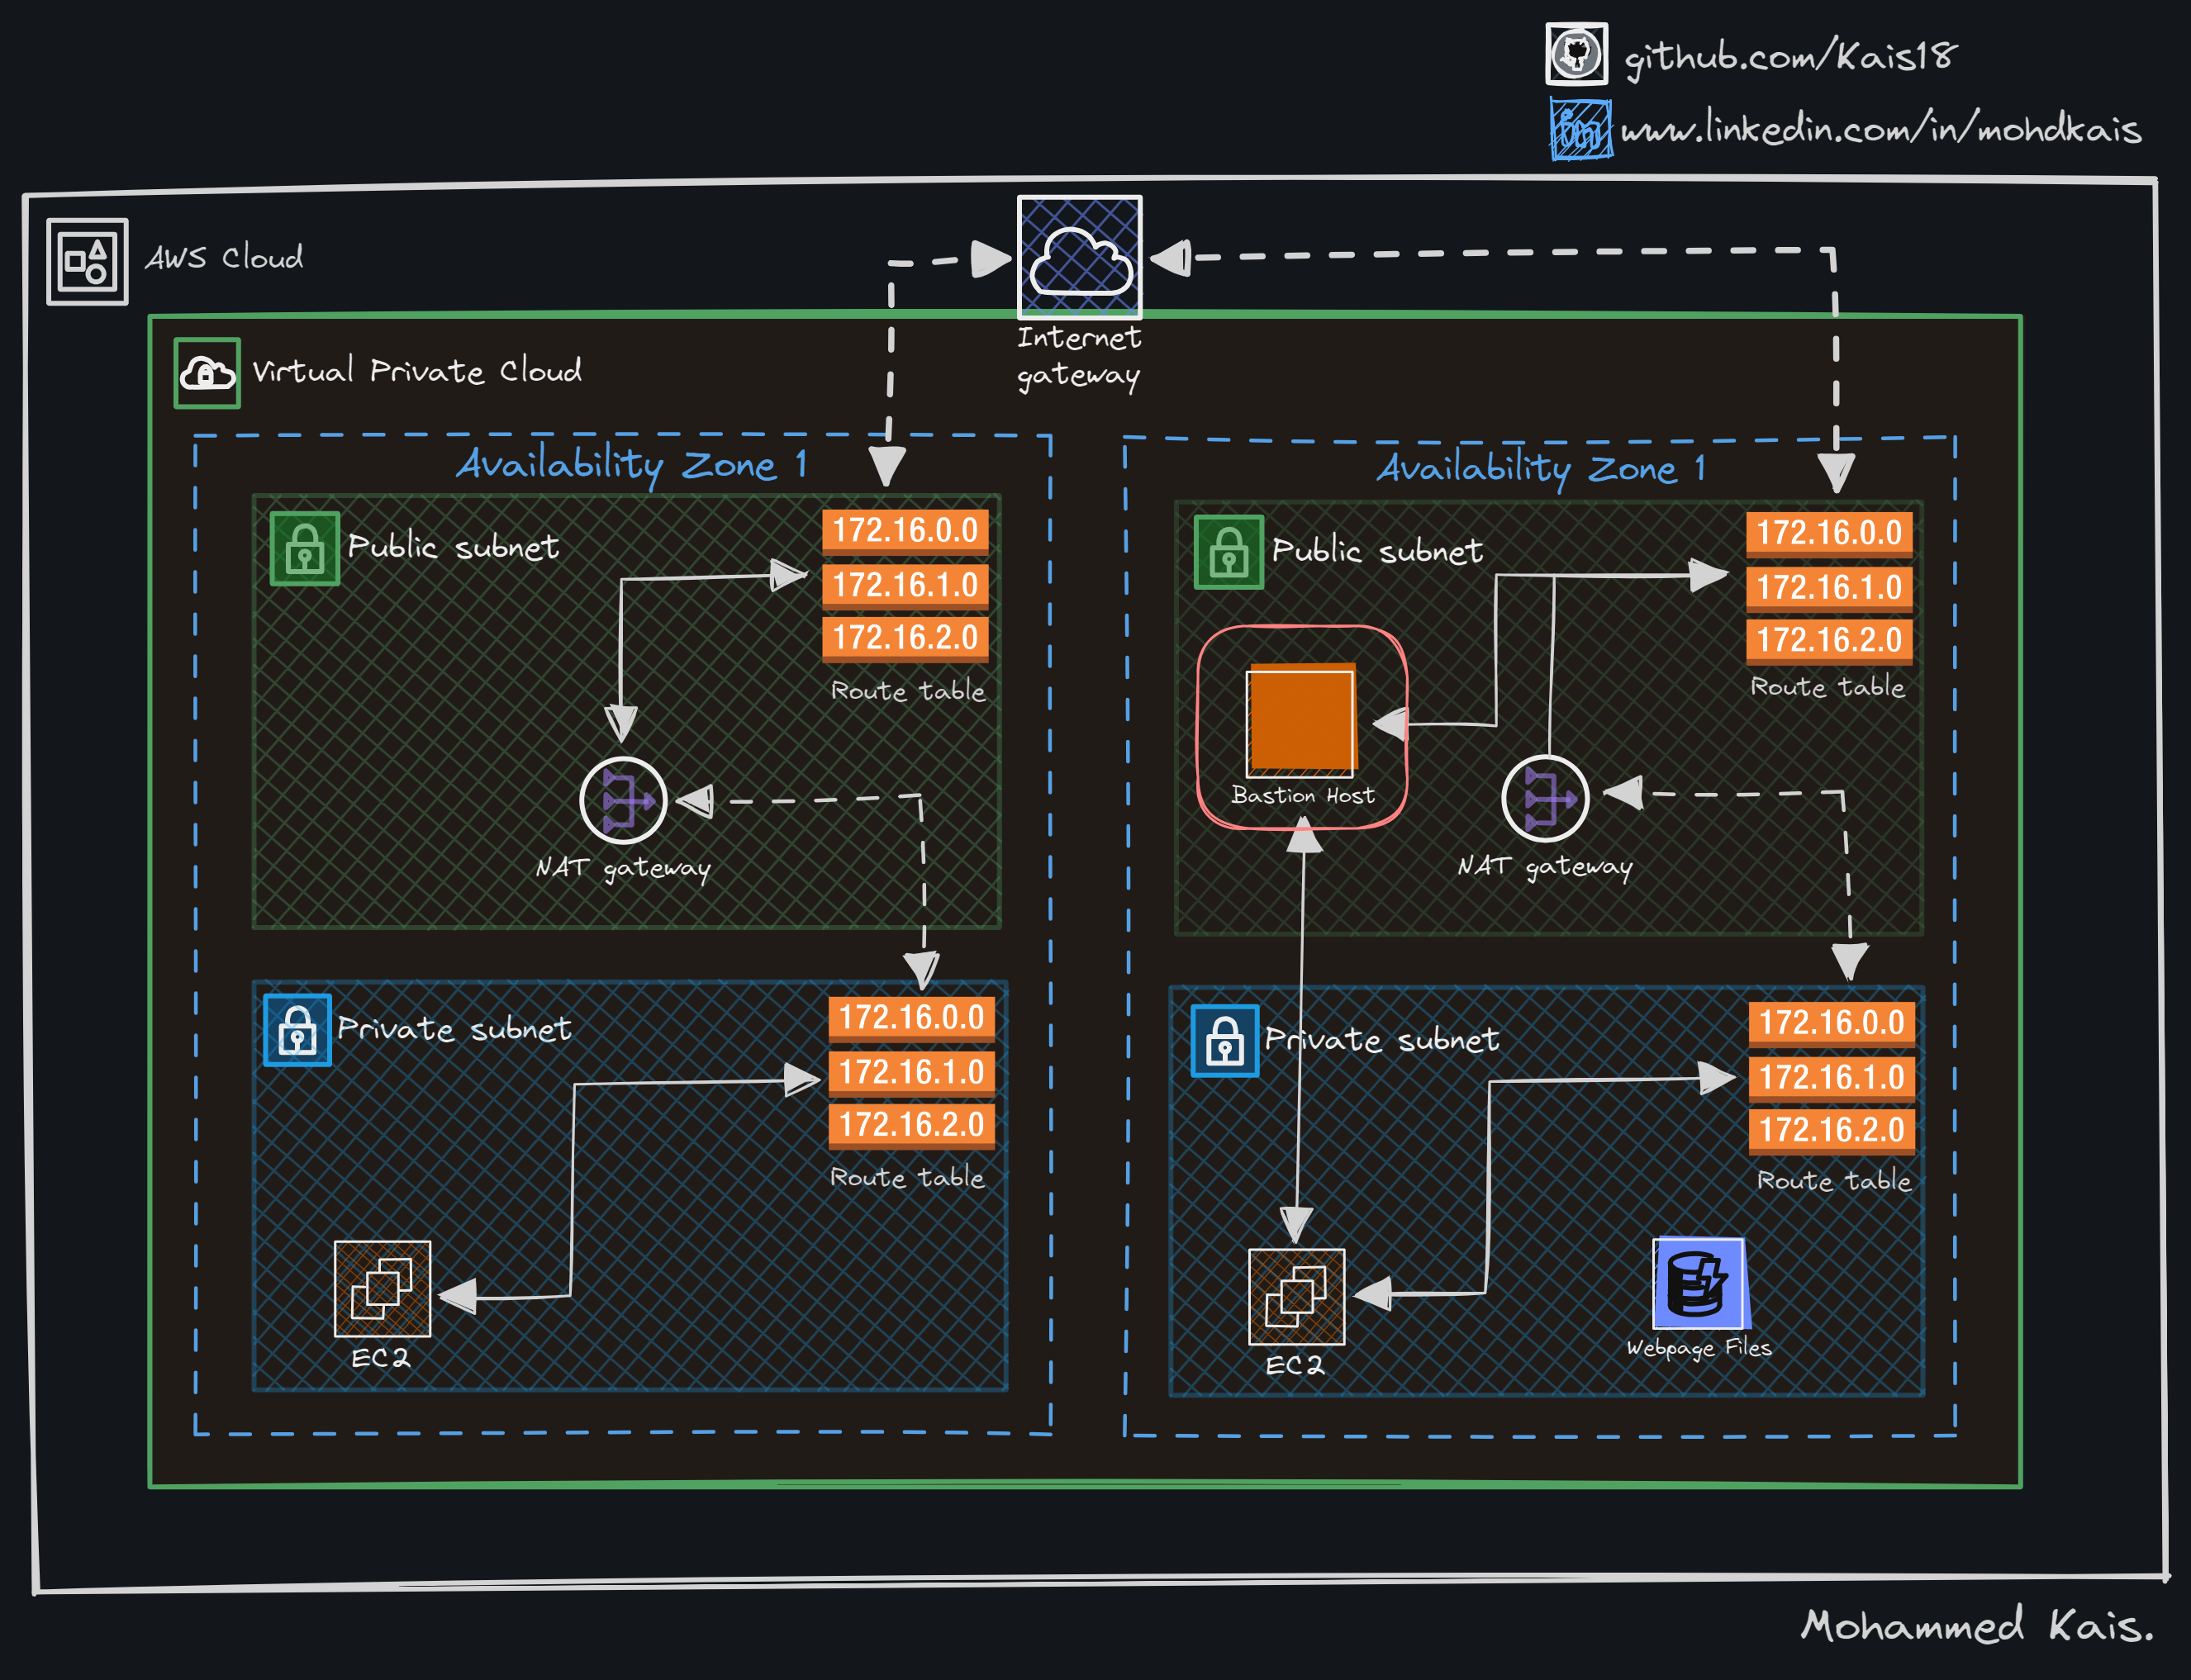 github.com/Kais18
www.linkedin.com/in/mohdkais
AWS Cloud
Internet
gateway
Virtual Private Cloud
Availability Zone 1
Public subnet
172.16.0.0
172.16.1.0
172.16.2.0
Route table
NAT gateway
Private subnet
172.16.0.0
172.16.1.0
172.16.2.0
Route table
EC2
Availability Zone 1
Public subnet
172.16.0.0
172.16.1.0
172.16.2.0
Route table
Bastion Host
NAT gateway
Private subnet
172.16.0.0
172.16.1.0
172.16.2.0
Route table
EC2
Webpage Files
Mohammed Kais.